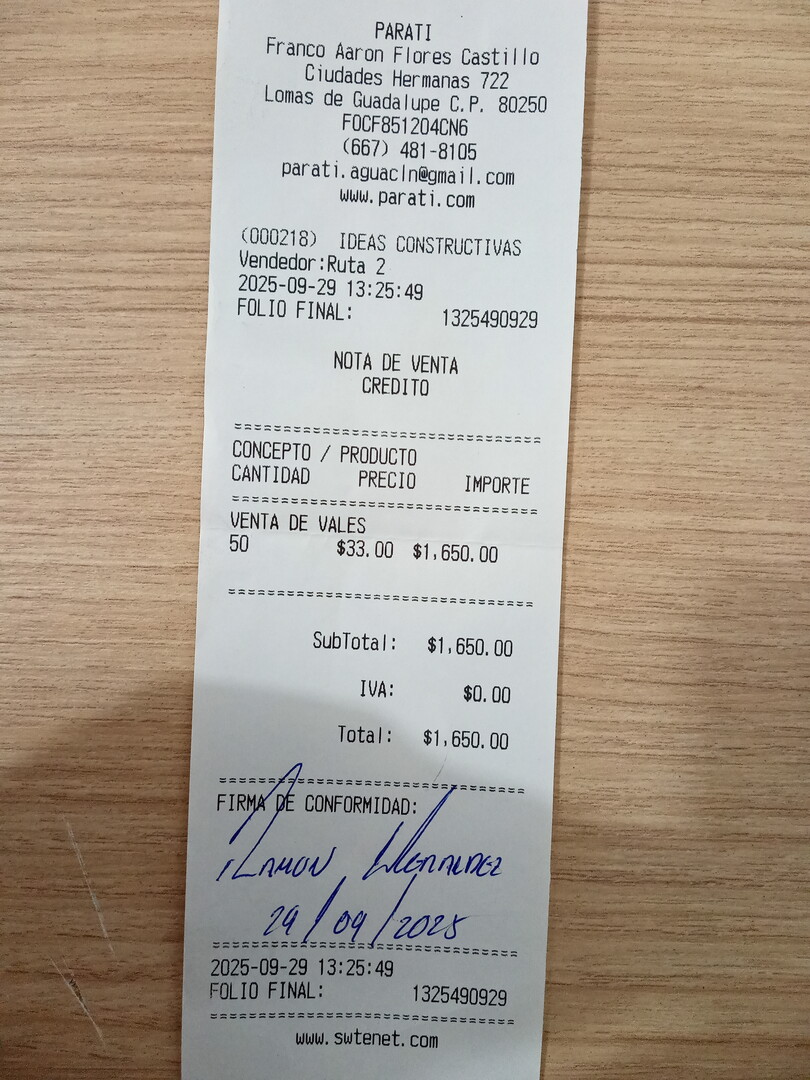 PARATI
Franco Aaron Flores Castillo
Ciudades Hermanas 722
Lomas de Guadalupe C.P. 80250
FOCF851204CN6
(667) 481-8105
parati.aguacln@gmail.com
www.parati.com
(000218) IDEAS CONSTRUCTIVAS
Vendedor:Ruta 2
2025-09-29 13:25:49
FOLIO FINAL: 1325490929
NOTA DE VENTA
CREDITO
==============================
CONCEPTO / PRODUCTO
CANTIDAD PRECIO IMPORTE
==============================
VENTA DE VALES
50 $33.00 $1,650.00
==============================
SubTotal: $1,650.00
IVA: $0.00
Total: $1,650.00
==============================
FIRMA DE CONFORMIDAD:
RAMON HERNANDEZ
29/09/2025
==============================
2025-09-29 13:25:49
FOLIO FINAL: 1325490929
==============================
www.swtenet.com